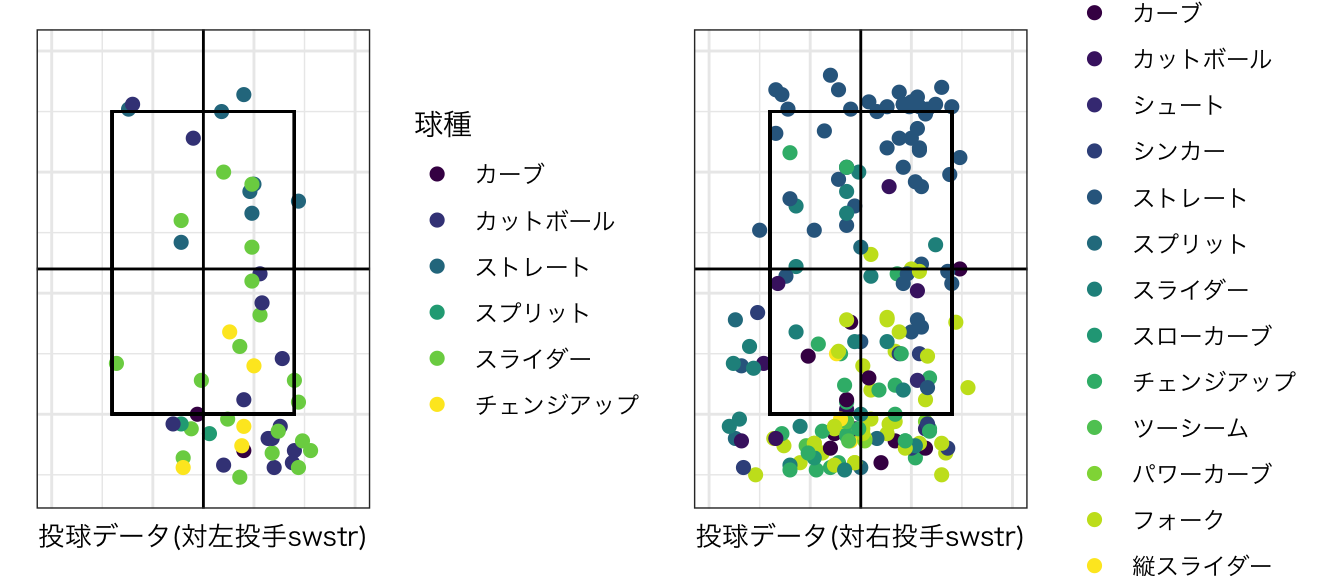 球種
カーブ
カットボール
ストレート
スプリット
スライダー
チェンジアップ
投球データ(対左投手swstr)
カーブ
カットボール
シュート
シンカー
ストレート
スプリット
スライダー
スローカーブ
チェンジアップ
ツーシーム
パワーカーブ
フォーク
縦スライダー
投球データ(対右投手swstr)